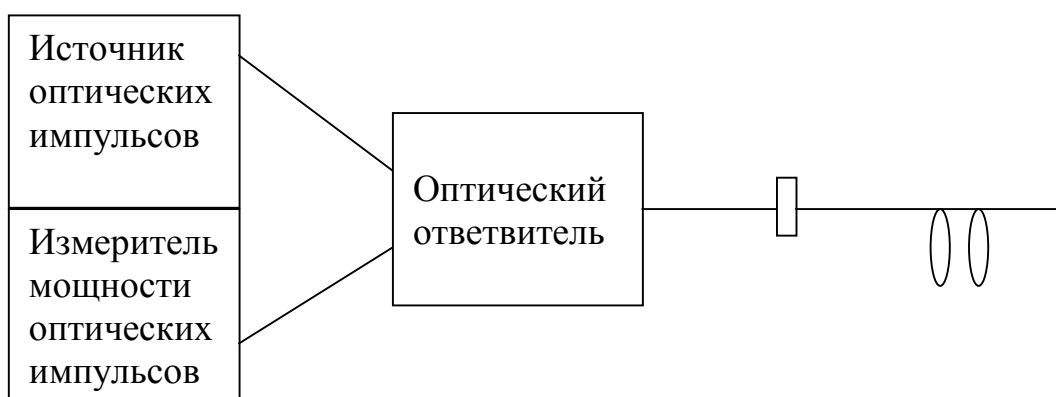 Источник
оптических
импульсов
Измеритель
мощности
оптических
импульсов
Оптический
ответвитель